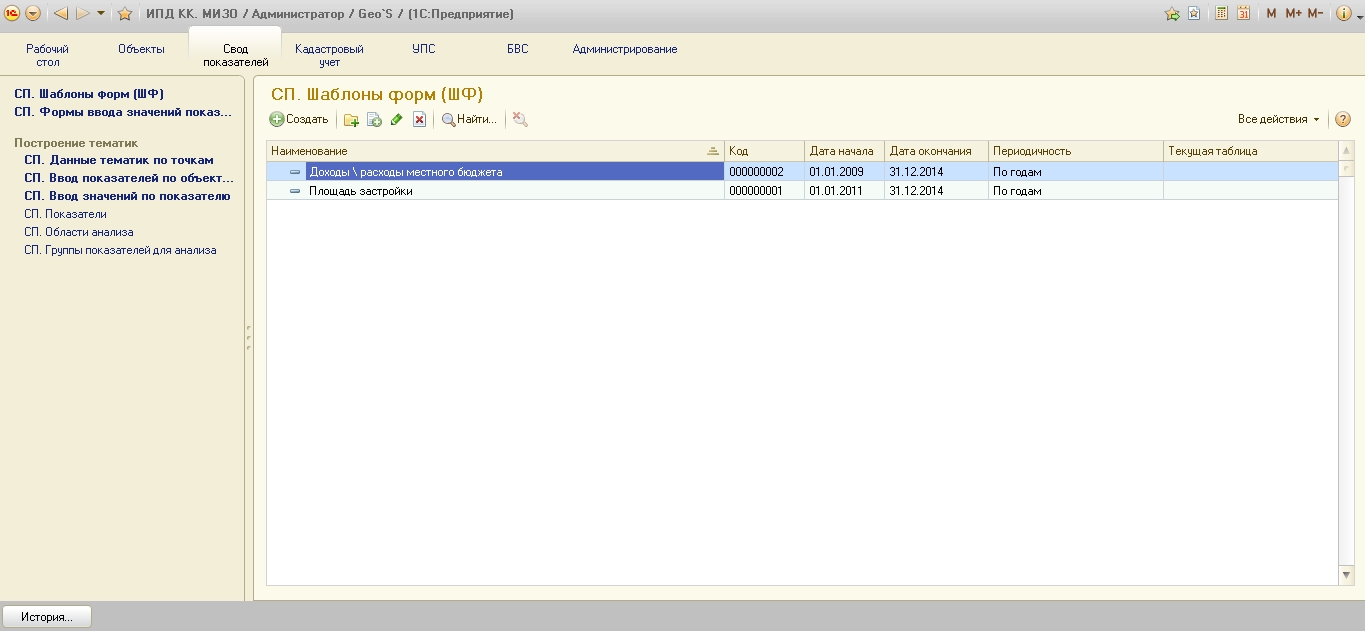 ИПД КК. МИЗО / Администратор / Geo`S / (1С:Предприятие)
31 M M+ M-
Рабочий стол
Объекты
Свод показателей
Кадастровый учет
УПС
БВС
Администрирование
СП. Шаблоны форм (ШФ)
СП. Формы ввода значений показ...
Построение тематик
СП. Данные тематик по точкам
СП. Ввод показателей по объект...
СП. Ввод значений по показателю
СП. Показатели
СП. Области анализа
СП. Группы показателей для анализа
СП. Шаблоны форм (ШФ)
Создать Найти... Все действия ?
Наименование Код Дата начала Дата окончания Периодичность Текущая таблица
Доходы \ расходы местного бюджета 000000002 01.01.2009 31.12.2014 По годам
Площадь застройки 000000001 01.01.2011 31.12.2014 По годам
История...